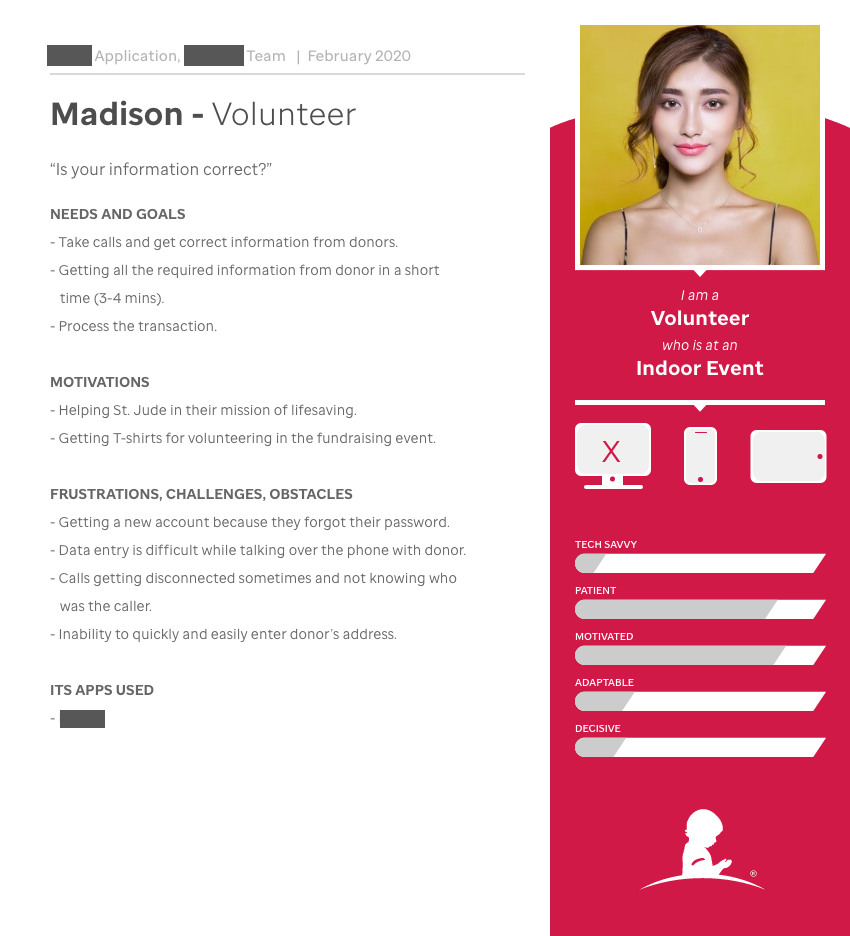 Application, Team | February 2020
Madison - Volunteer
“Is your information correct?”
NEEDS AND GOALS
- Take calls and get correct information from donors.
- Getting all the required information from donor in a short
time (3-4 mins).
- Process the transaction.
MOTIVATIONS
- Helping St. Jude in their mission of lifesaving.
- Getting T-shirts for volunteering in the fundraising event.
FRUSTRATIONS, CHALLENGES, OBSTACLES
- Getting a new account because they forgot their password.
- Data entry is difficult while talking over the phone with donor.
- Calls getting disconnected sometimes and not knowing who
was the caller.
- Inability to quickly and easily enter donor’s address.
ITS APPS USED
-
I am a
Volunteer
who is at an
Indoor Event
X
TECH SAVVY
PATIENT
MOTIVATED
ADAPTABLE
DECISIVE
®